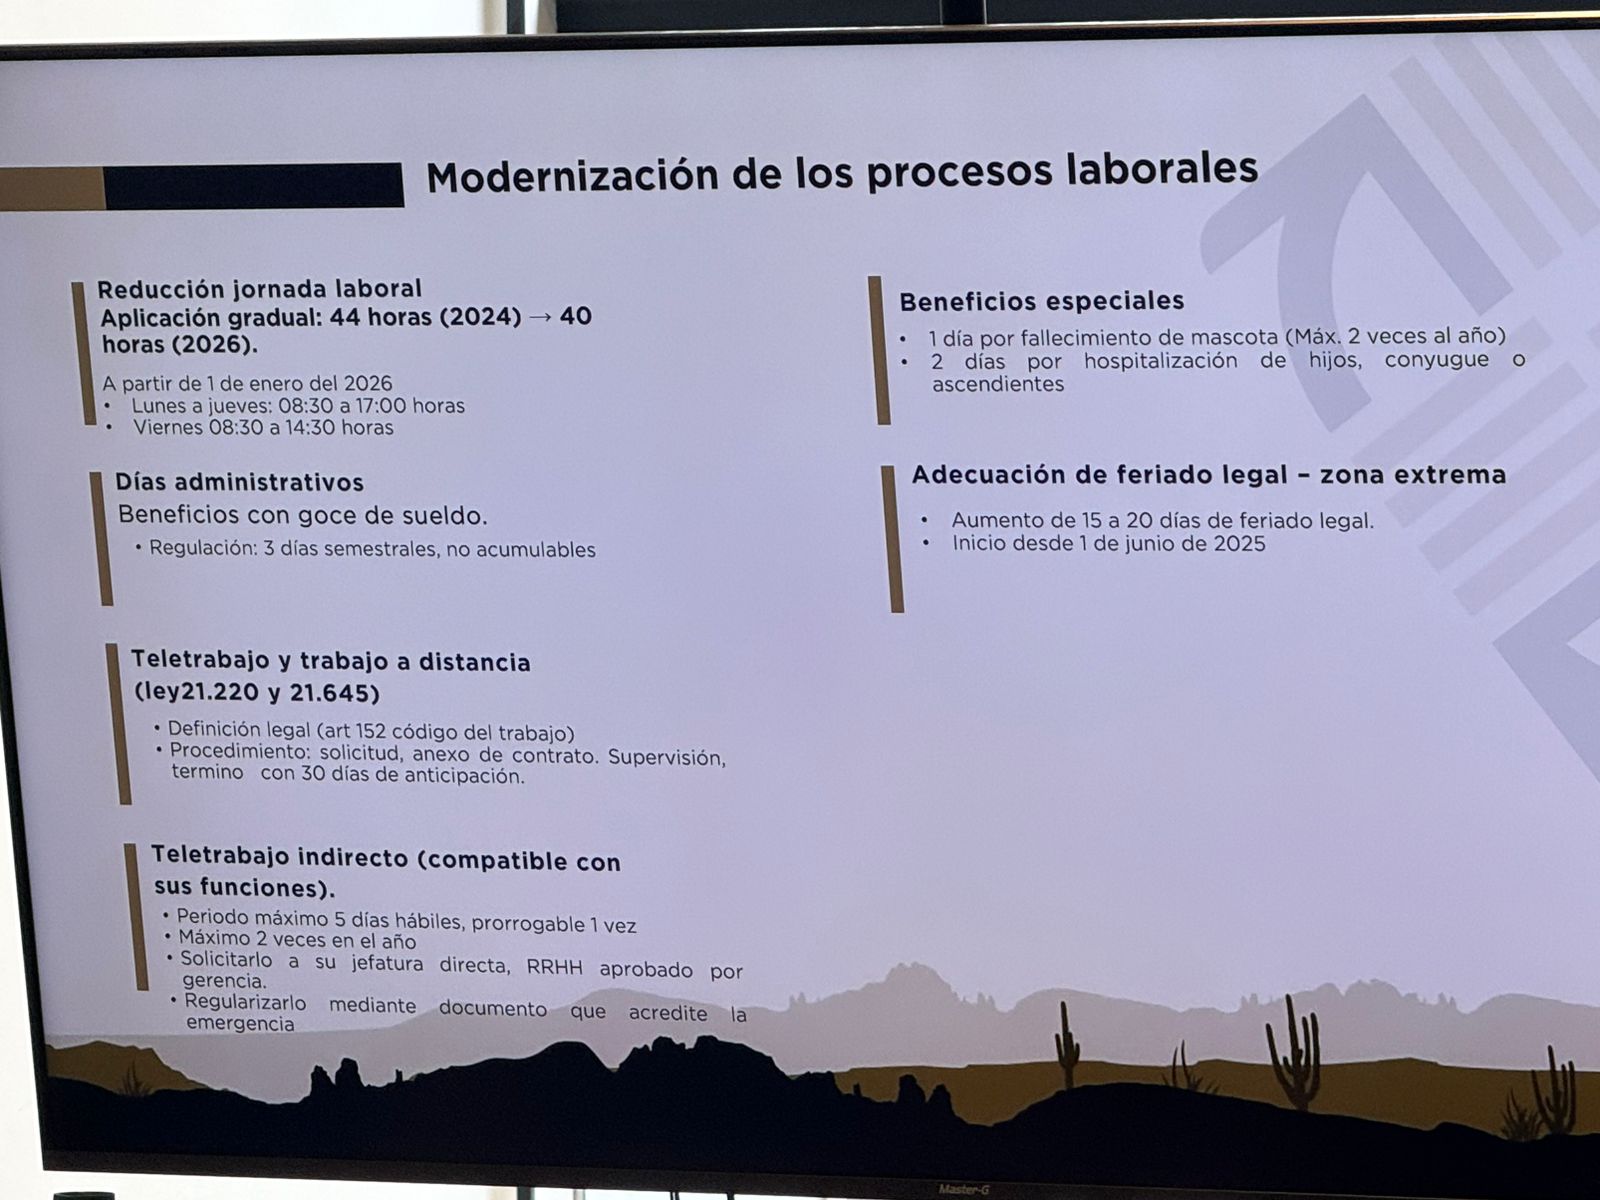 Modernización de los procesos laborales
Reducción jornada laboral
Aplicación gradual: 44 horas (2024) → 40
horas (2026).
A partir de 1 de enero del 2026
• Lunes a jueves: 08:30 a 17:00 horas
• Viernes 08:30 a 14:30 horas
Días administrativos
Beneficios con goce de sueldo.
• Regulación: 3 días semestrales, no acumulables
Teletrabajo y trabajo a distancia
(ley21.220 y 21.645)
• Definición legal (art 152 código del trabajo)
• Procedimiento: solicitud, anexo de contrato. Supervisión,
termino con 30 días de anticipación.
Teletrabajo indirecto (compatible con
sus funciones).
• Periodo máximo 5 días hábiles, prorrogable 1 vez
• Máximo 2 veces en el año
• Solicitarlo a su jefatura directa, RRHH aprobado por
gerencia.
• Regularizarlo mediante documento que acredite la
emergencia
Beneficios especiales
• 1 día por fallecimiento de mascota (Máx. 2 veces al año)
• 2 días por hospitalización de hijos, conyugue o
ascendientes
Adecuación de feriado legal – zona extrema
• Aumento de 15 a 20 días de feriado legal.
• Inicio desde 1 de junio de 2025
Master-G